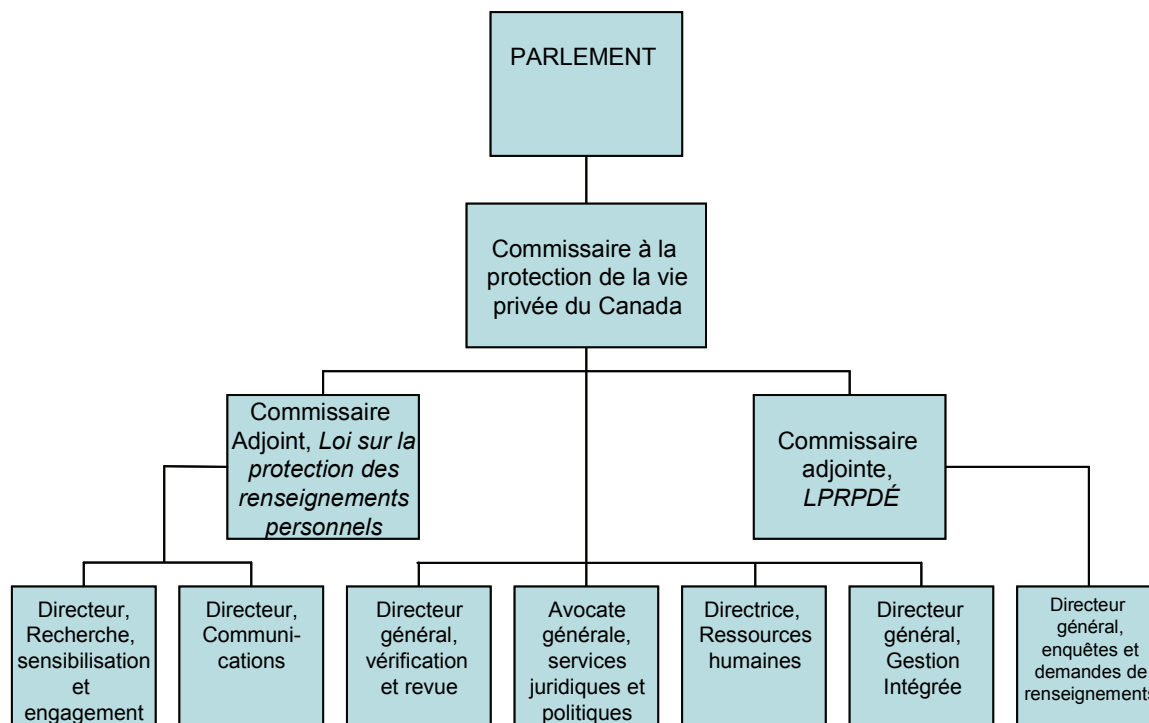 PARLEMENT
Commissaire à la
protection de la vie
privée du Canada
Commissaire
Adjoint, Loi sur la
protection des
renseignements
personnels
Commissaire
adjointe,
LPRPDÉ
Directeur,
Recherche,
sensibilisation
et
engagement
Directeur,
Communi-
cations
Directeur
général,
vérification
et revue
Avocate
générale,
services
juridiques et
politiques
Directrice,
Ressources
humaines
Directeur
général,
Gestion
Intégrée
Directeur
général,
enquêtes et
demandes de
renseignements